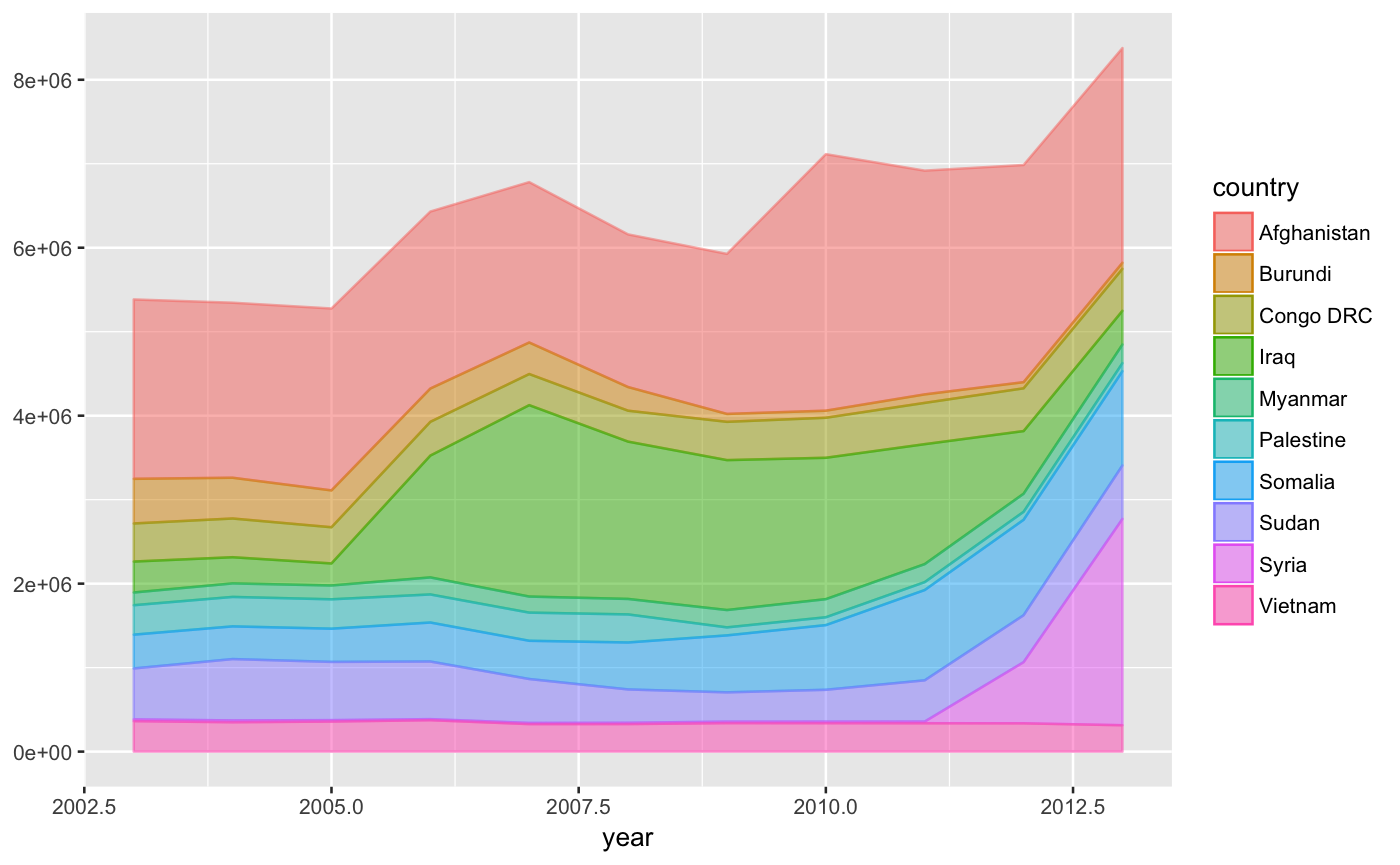 8e+06
6e+06
4e+06
2e+06
0e+00
2002.5 2005.0 2007.5 2010.0 2012.5
year
country
Afghanistan
Burundi
Congo DRC
Iraq
Myanmar
Palestine
Somalia
Sudan
Syria
Vietnam